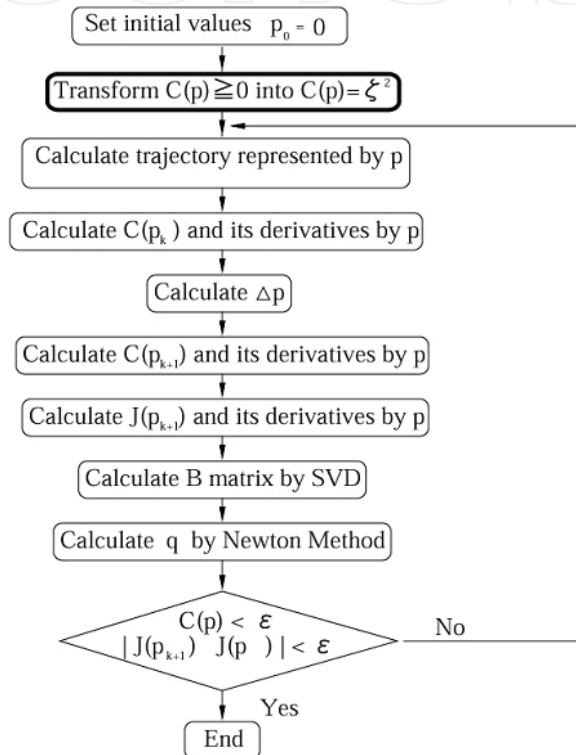 Set initial values p₀ = 0
Transform C(p)≧0 into C(p)=ζ²
Calculate trajectory represented by p
Calculate C(pₖ) and its derivatives by p
Calculate △p
Calculate C(pₖ₊₁) and its derivatives by p
Calculate J(pₖ₊₁) and its derivatives by p
Calculate B matrix by SVD
Calculate q by Newton Method
C(p) < ε
|J(pₖ₊₁) J(p )| < ε
No
Yes
End